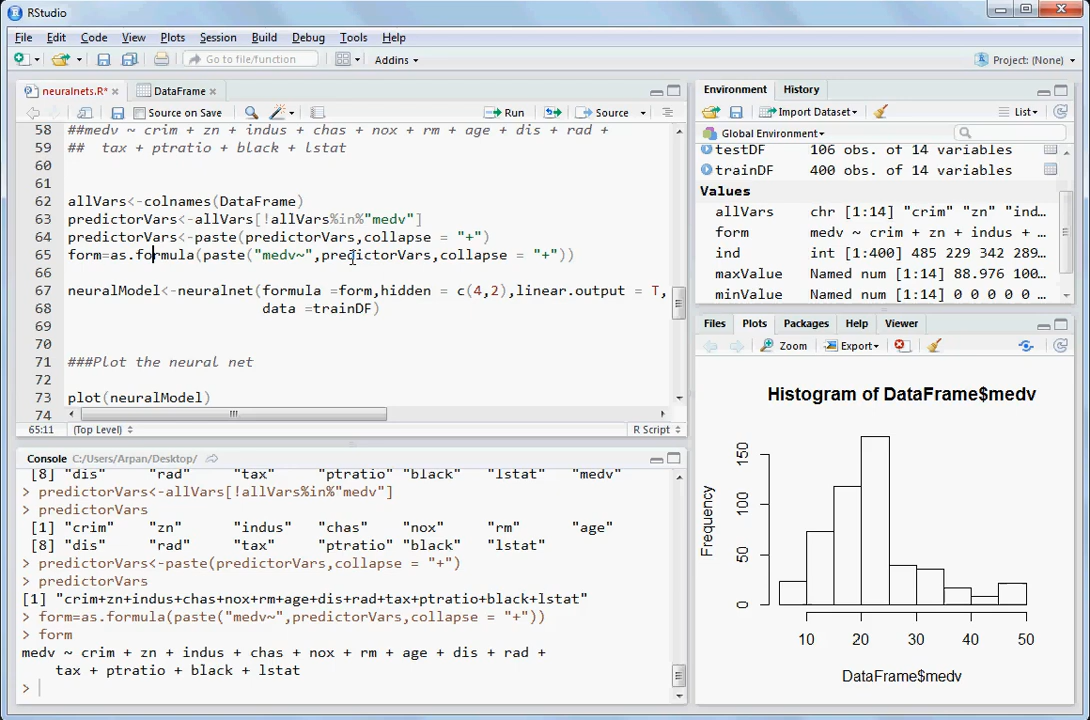 RStudio
File Edit Code View Plots Session Build Debug Tools Help
Go to file/function Addins Project: (None)
neuralnets.R* DataFrame
Source on Save Run Source
58 ##medv ~ crim + zn + indus + chas + nox + rm + age + dis + rad +
59 ## tax + ptratio + black + lstat
60
61
62 allVars<-colnames(DataFrame)
63 predictorVars<-allVars[!allVars%in%"medv"]
64 predictorVars<-paste(predictorVars,collapse = "+")
65 form=as.formula(paste("medv~",predictorVars,collapse = "+"))
66
67 neuralModel<-neuralnet(formula =form,hidden = c(4,2),linear.output = T,
68 data =trainDF)
69
70
71 ###Plot the neural net
72
73 plot(neuralModel)
74
65:11 (Top Level) R Script
Console C:/Users/Arpan/Desktop/
[8] "dis" "rad" "tax" "ptratio" "black" "lstat" "medv"
> predictorVars<-allVars[!allVars%in%"medv"]
> predictorVars
[1] "crim" "zn" "indus" "chas" "nox" "rm" "age"
[8] "dis" "rad" "tax" "ptratio" "black" "lstat"
> predictorVars<-paste(predictorVars,collapse = "+")
> predictorVars
[1] "crim+zn+indus+chas+nox+rm+age+dis+rad+tax+ptratio+black+lstat"
> form=as.formula(paste("medv~",predictorVars,collapse = "+"))
> form
medv ~ crim + zn + indus + chas + nox + rm + age + dis + rad +
tax + ptratio + black + lstat
>
Environment History
Import Dataset List
Global Environment
testDF 106 obs. of 14 variables
trainDF 400 obs. of 14 variables
Values
allVars chr [1:14] "crim" "zn" "ind…
form medv ~ crim + zn + indus + c…
ind int [1:400] 485 229 342 289…
maxValue Named num [1:14] 88.976 100…
minValue Named num [1:14] 0 0 0 0 0 …
Files Plots Packages Help Viewer
Zoom Export
Histogram of DataFrame$medv
Frequency
150
100
50
0
10 20 30 40 50
DataFrame$medv